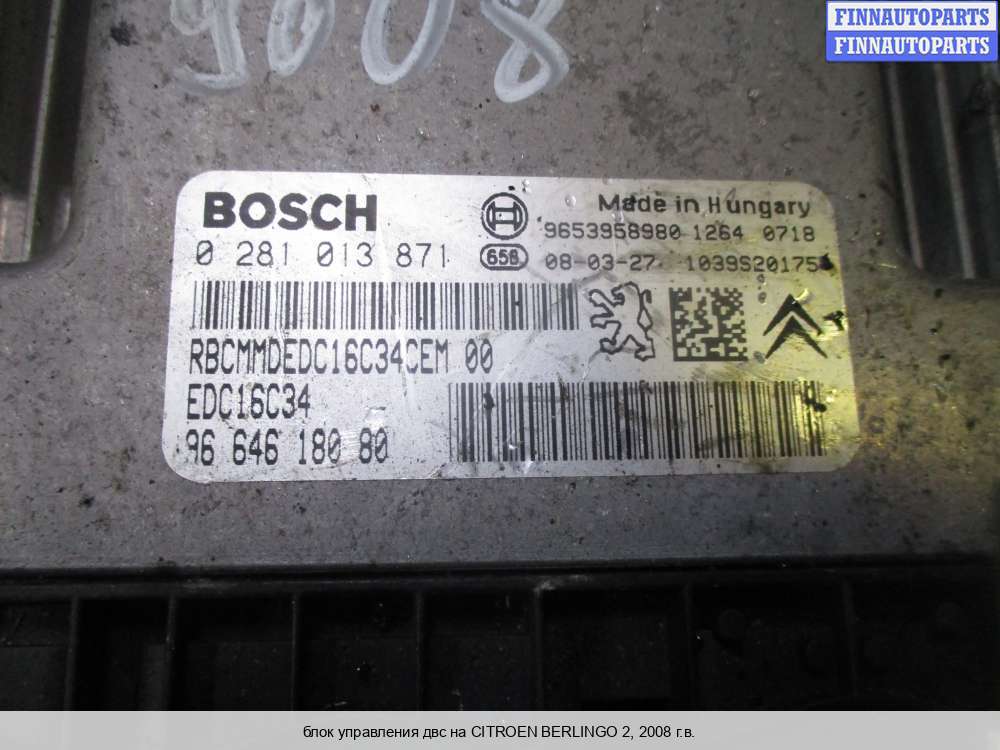 9008
FINNAUTOPARTS
FINNAUTOPARTS
BOSCH
Made in Hungary
0 281 013 871
658
9653958980 1264 0718
08-03-27
RBCMMDEDC16C34CEM 00
EDC16C34
96 646 180 80
блок управления двс на CITROEN BERLINGO 2, 2008 г.в.